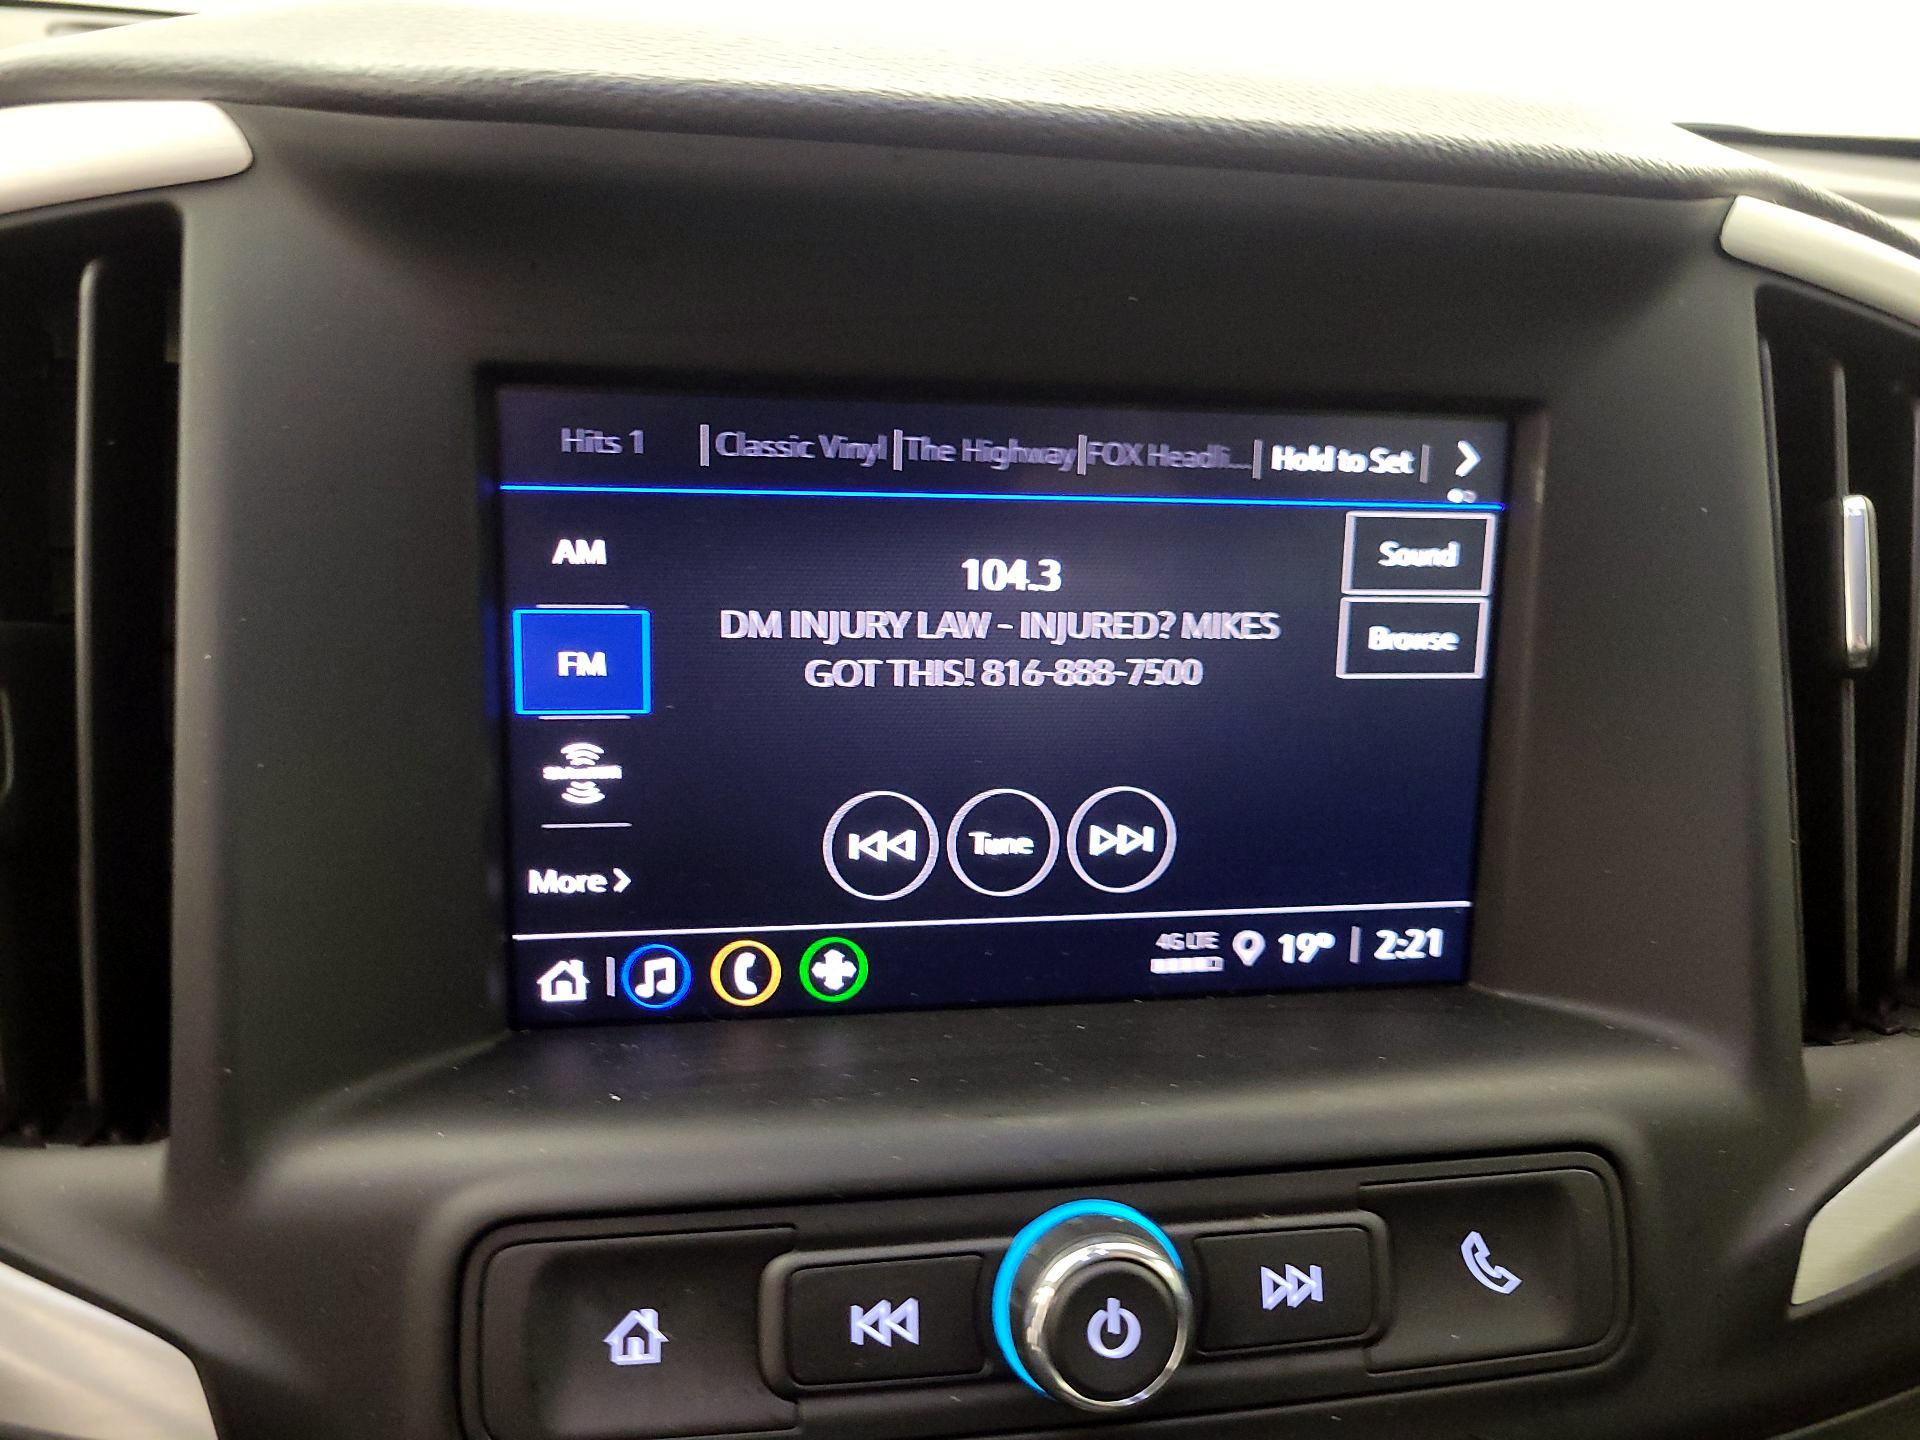 Hits 1 | Classic Vinyl | The Highway | FOX Headli... | Hold to Set |
AM
104.3
Sound
DM INJURY LAW - INJURED? MIKES
GOT THIS! 816-888-7500
Browse
FM
Tune
More
4G LTE 19° | 2:21